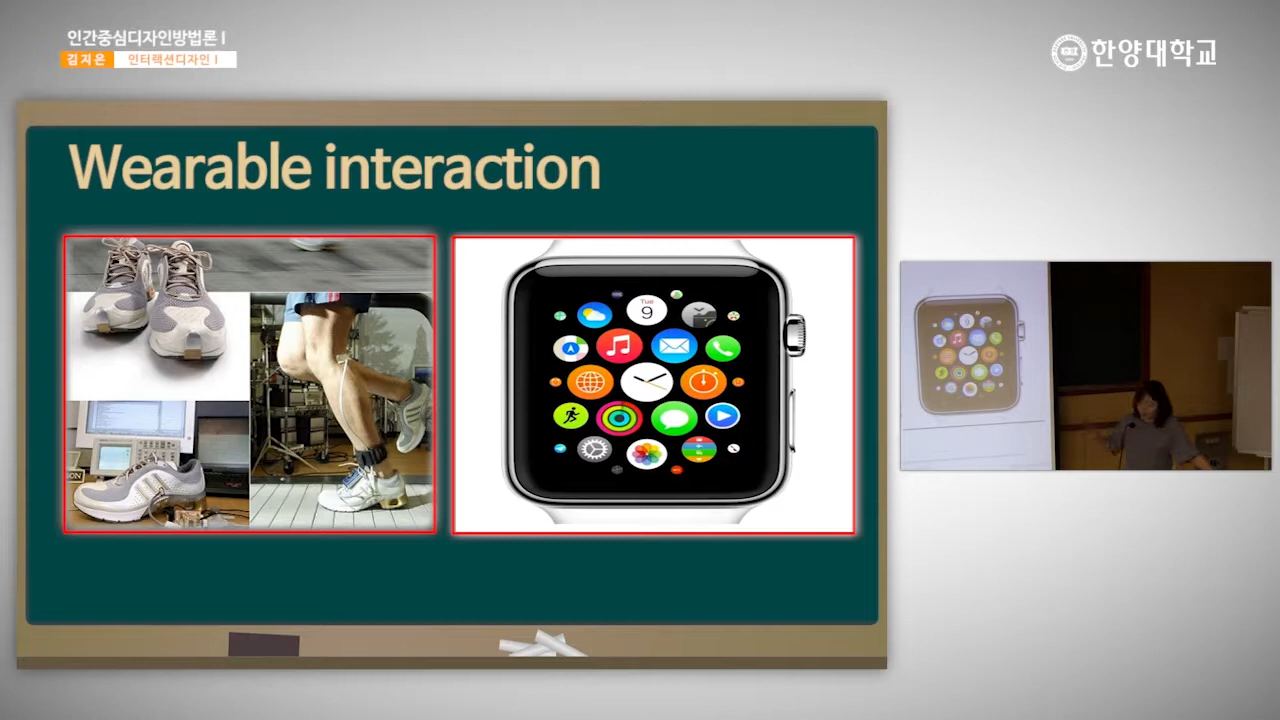 인간중심디자인방법론 I
김지은 인터랙션디자인 I
한양대학교
Wearable interaction
Tue
9